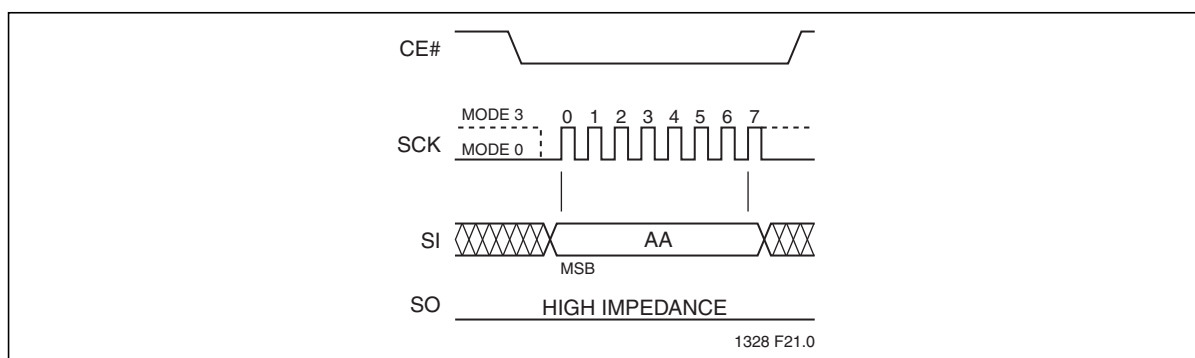 CE#
MODE 3 0 1 2 3 4 5 6 7
SCK
MODE 0
SI AA
MSB
SO HIGH IMPEDANCE
1328 F21.0